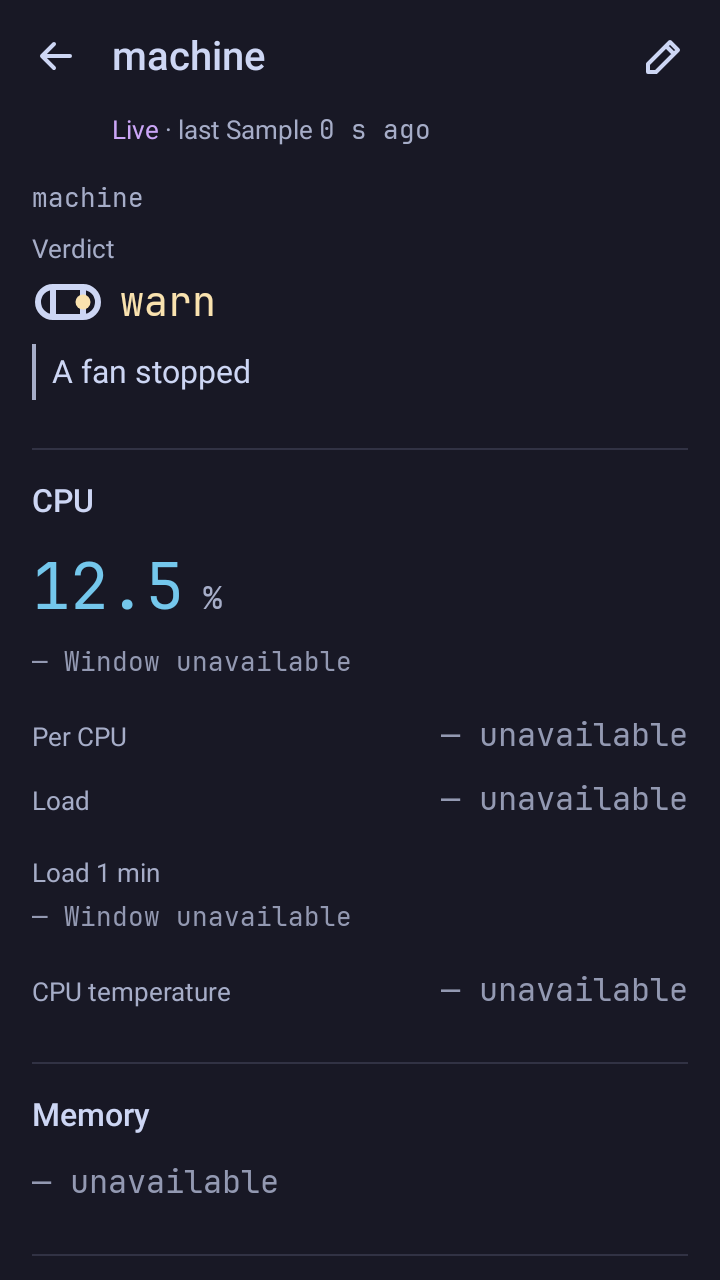 machine
Live · last Sample 0 s ago
machine
Verdict
warn
A fan stopped
CPU
12.5 %
— Window unavailable
Per CPU — unavailable
Load — unavailable
Load 1 min
— Window unavailable
CPU temperature — unavailable
Memory
— unavailable